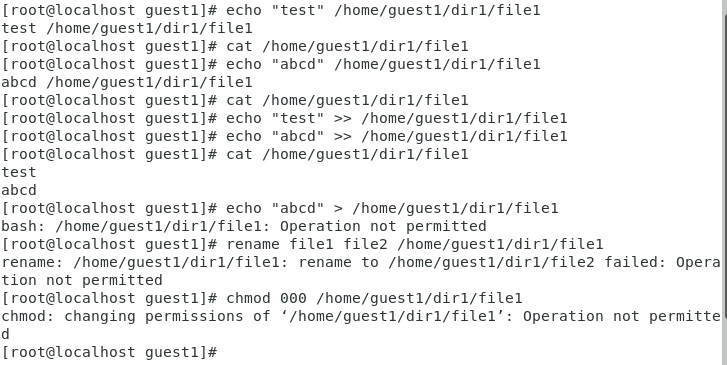 [root@localhost guest1]# echo "test" /home/guest1/dir1/file1
test /home/guest1/dir1/file1
[root@localhost guest1]# cat /home/guest1/dir1/file1
[root@localhost guest1]# echo "abcd" /home/guest1/dir1/file1
abcd /home/guest1/dir1/file1
[root@localhost guest1]# cat /home/guest1/dir1/file1
[root@localhost guest1]# echo "test" >> /home/guest1/dir1/file1
[root@localhost guest1]# echo "abcd" >> /home/guest1/dir1/file1
[root@localhost guest1]# cat /home/guest1/dir1/file1
test
abcd
[root@localhost guest1]# echo "abcd" > /home/guest1/dir1/file1
bash: /home/guest1/dir1/file1: Operation not permitted
[root@localhost guest1]# rename file1 file2 /home/guest1/dir1/file1
rename: /home/guest1/dir1/file1: rename to /home/guest1/dir1/file2 failed: Opera
tion not permitted
[root@localhost guest1]# chmod 000 /home/guest1/dir1/file1
chmod: changing permissions of ‘/home/guest1/dir1/file1’: Operation not permitte
d
[root@localhost guest1]#